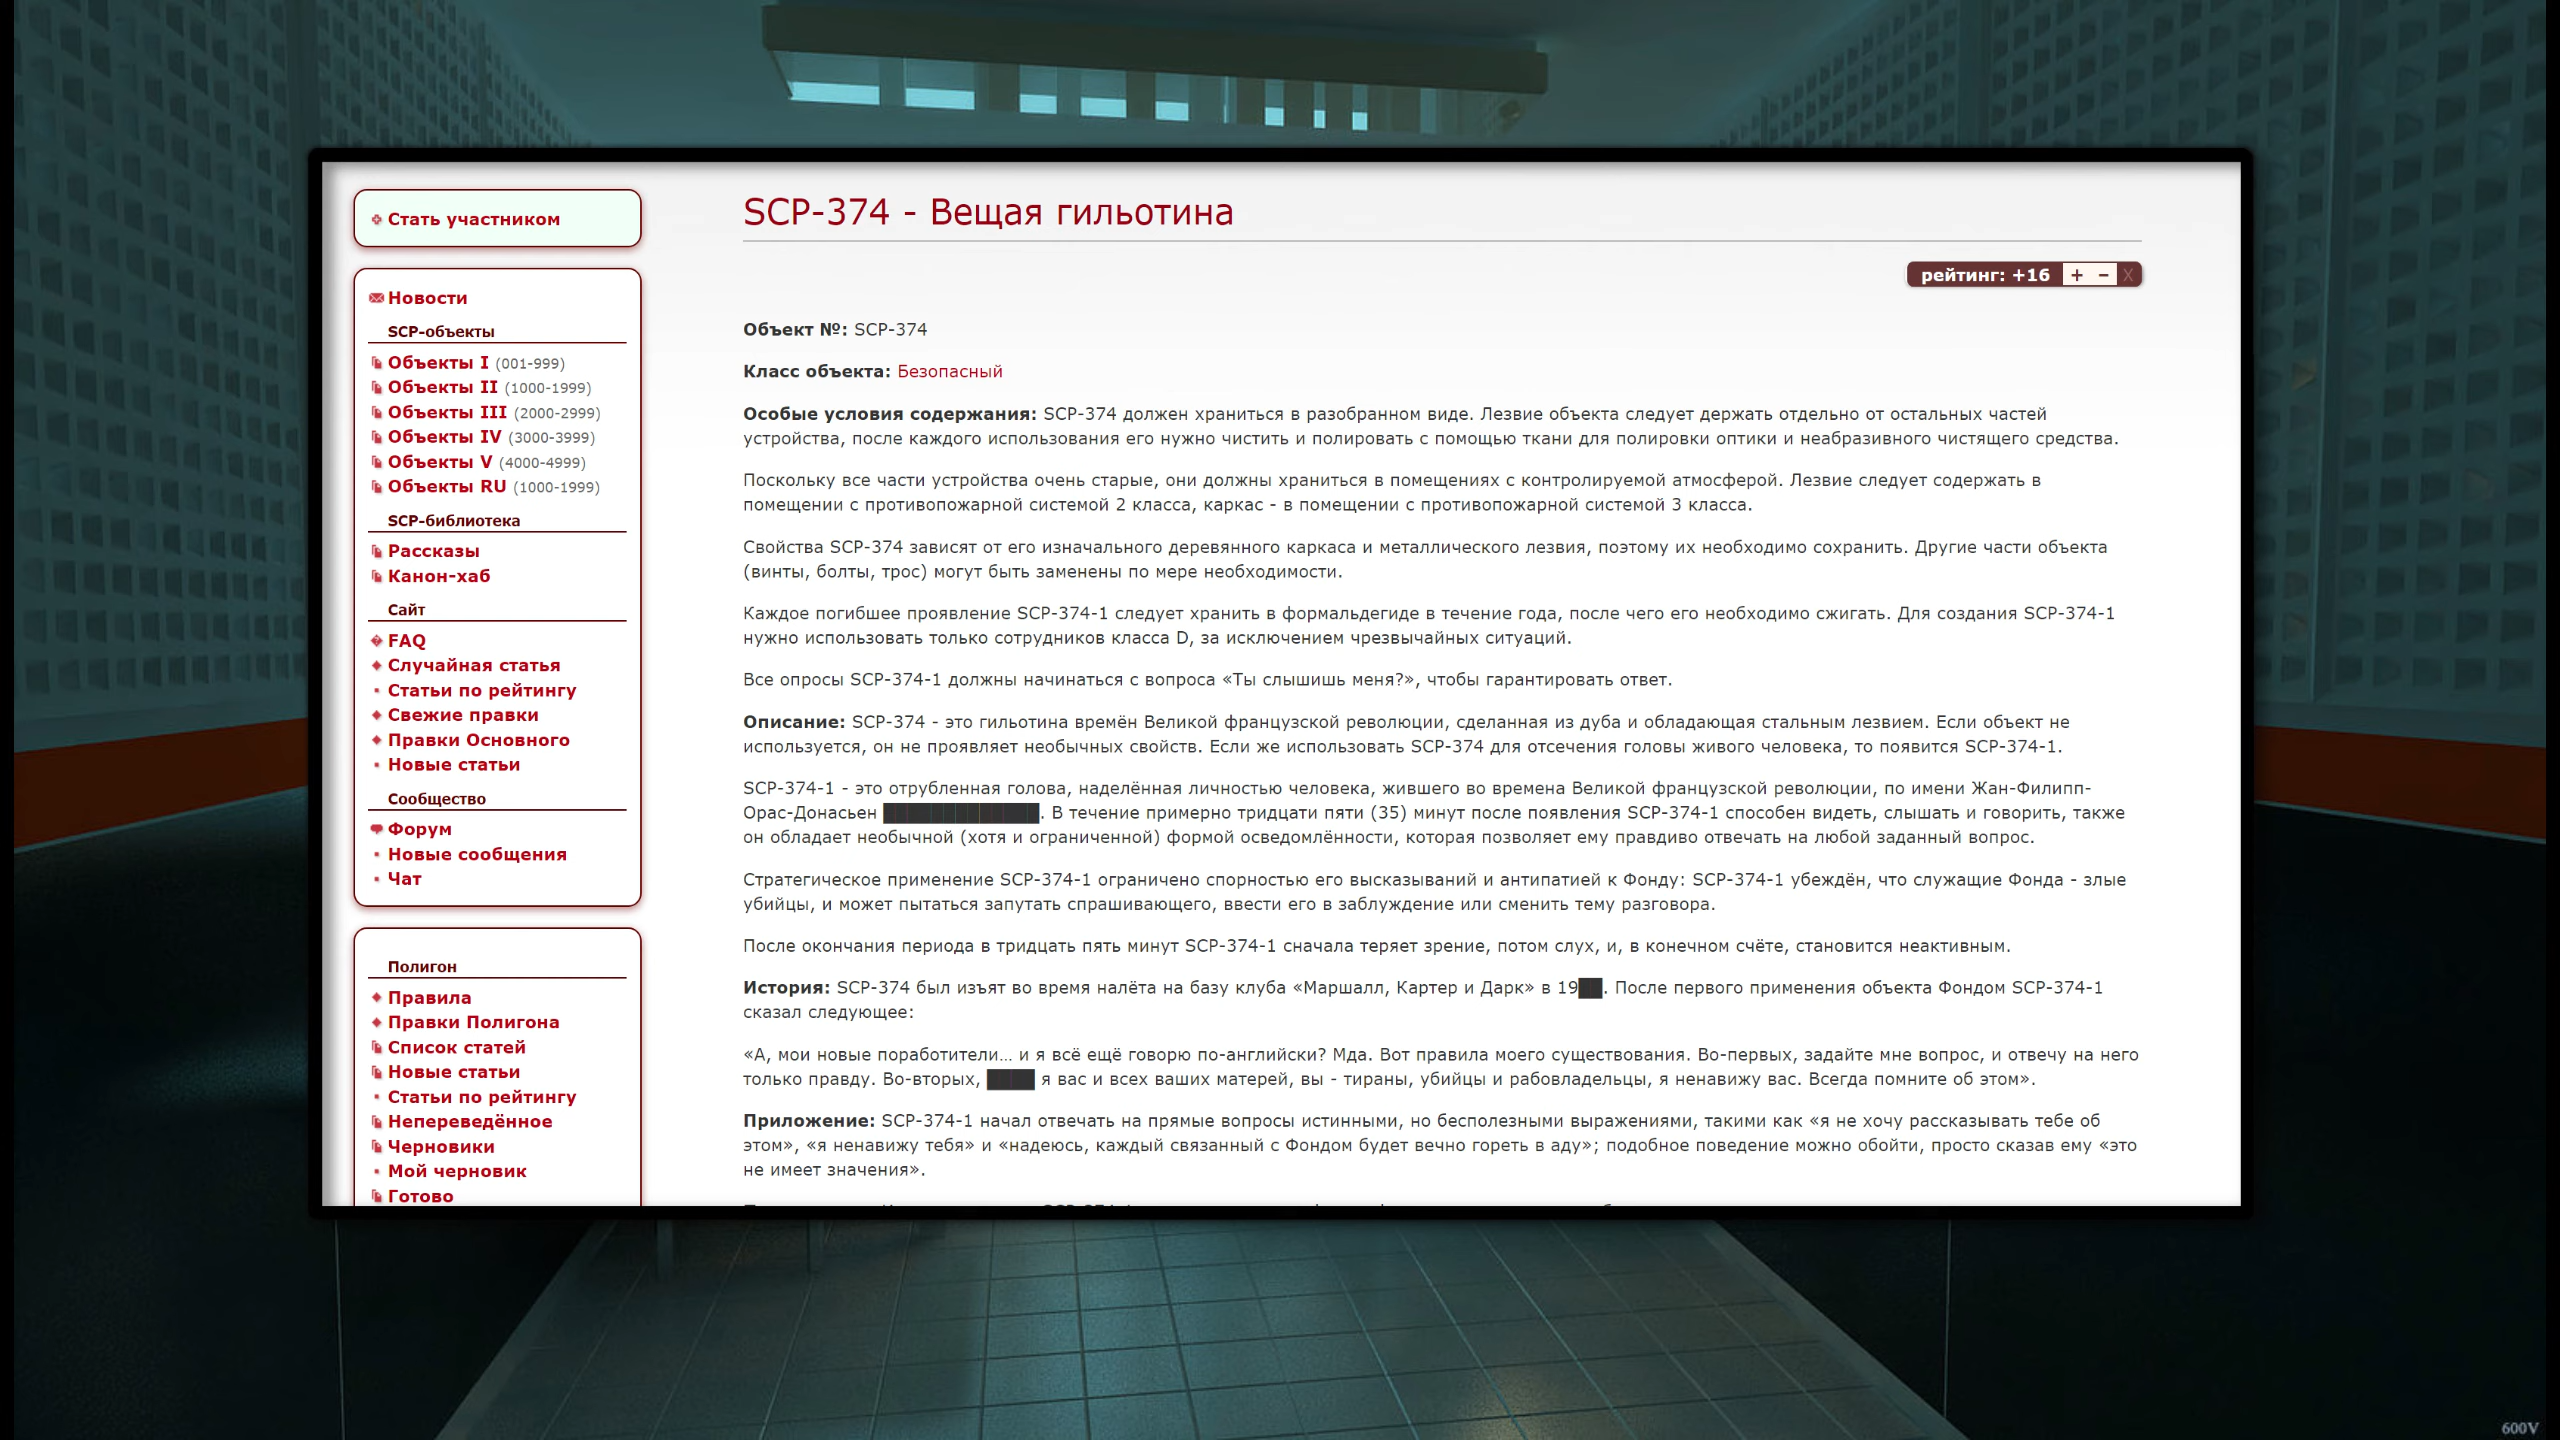 Стать участником
Новости
SCP-объекты
Объекты I (001-999)
Объекты II (1000-1999)
Объекты III (2000-2999)
Объекты IV (3000-3999)
Объекты V (4000-4999)
Объекты RU (1000-1999)
SCP-библиотека
Рассказы
Канон-хаб
Сайт
FAQ
Случайная статья
Статьи по рейтингу
Свежие правки
Правки Основного
Новые статьи
Сообщество
Форум
Новые сообщения
Чат
Полигон
Правила
Правки Полигона
Список статей
Новые статьи
Статьи по рейтингу
Непереведённое
Черновики
Мой черновик
Готово
SCP-374 - Вещая гильотина
рейтинг: +16 + − X
Объект №: SCP-374
Класс объекта: Безопасный
Особые условия содержания: SCP-374 должен храниться в разобранном виде. Лезвие объекта следует держать отдельно от остальных частей
устройства, после каждого использования его нужно чистить и полировать с помощью ткани для полировки оптики и неабразивного чистящего средства.
Поскольку все части устройства очень старые, они должны храниться в помещениях с контролируемой атмосферой. Лезвие следует содержать в
помещении с противопожарной системой 2 класса, каркас - в помещении с противопожарной системой 3 класса.
Свойства SCP-374 зависят от его изначального деревянного каркаса и металлического лезвия, поэтому их необходимо сохранить. Другие части объекта
(винты, болты, трос) могут быть заменены по мере необходимости.
Каждое погибшее проявление SCP-374-1 следует хранить в формальдегиде в течение года, после чего его необходимо сжигать. Для создания SCP-374-1
нужно использовать только сотрудников класса D, за исключением чрезвычайных ситуаций.
Все опросы SCP-374-1 должны начинаться с вопроса «Ты слышишь меня?», чтобы гарантировать ответ.
Описание: SCP-374 - это гильотина времён Великой французской революции, сделанная из дуба и обладающая стальным лезвием. Если объект не
используется, он не проявляет необычных свойств. Если же использовать SCP-374 для отсечения головы живого человека, то появится SCP-374-1.
SCP-374-1 - это отрубленная голова, наделённая личностью человека, жившего во времена Великой французской революции, по имени Жан-Филипп-
Орас-Донасьен █████████████. В течение примерно тридцати пяти (35) минут после появления SCP-374-1 способен видеть, слышать и говорить, также
он обладает необычной (хотя и ограниченной) формой осведомлённости, которая позволяет ему правдиво отвечать на любой заданный вопрос.
Стратегическое применение SCP-374-1 ограничено спорностью его высказываний и антипатией к Фонду: SCP-374-1 убеждён, что служащие Фонда - злые
убийцы, и может пытаться запутать спрашивающего, ввести его в заблуждение или сменить тему разговора.
После окончания периода в тридцать пять минут SCP-374-1 сначала теряет зрение, потом слух, и, в конечном счёте, становится неактивным.
История: SCP-374 был изъят во время налёта на базу клуба «Маршалл, Картер и Дарк» в 19██. После первого применения объекта Фондом SCP-374-1
сказал следующее:
«А, мои новые поработители… и я всё ещё говорю по-английски? Мда. Вот правила моего существования. Во-первых, задайте мне вопрос, и отвечу на него
только правду. Во-вторых, ████ я вас и всех ваших матерей, вы - тираны, убийцы и рабовладельцы, я ненавижу вас. Всегда помните об этом».
Приложение: SCP-374-1 начал отвечать на прямые вопросы истинными, но бесполезными выражениями, такими как «я не хочу рассказывать тебе об
этом», «я ненавижу тебя» и «надеюсь, каждый связанный с Фондом будет вечно гореть в аду»; подобное поведение можно обойти, просто сказав ему «это
не имеет значения».
600V